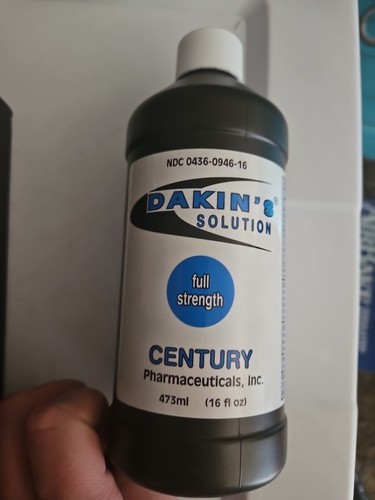 NDC 0436-0946-16
DAKIN's®
SOLUTION
full
strength
CENTURY
Pharmaceuticals, Inc.
473ml (16 fl oz)